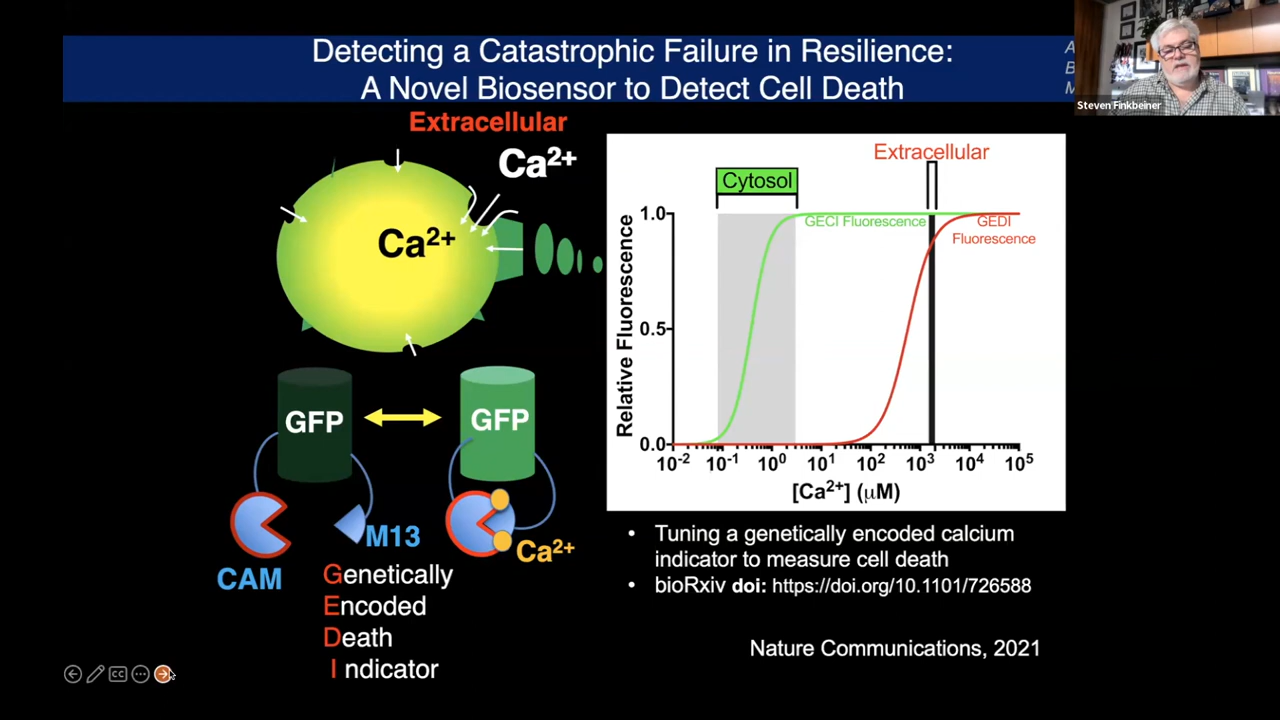 Detecting a Catastrophic Failure in Resilience:
A Novel Biosensor to Detect Cell Death
A
B
M
Steven Finkbeiner
Extracellular
Ca2+
Ca2+
GFP
GFP
CAM
M13
Ca2+
Genetically
Encoded
Death
Indicator
Extracellular
Cytosol
GECI Fluorescence
GEDI
Fluorescence
Relative Fluorescence
1.0
0.5
0.0
10-2 10-1 100 101 102 103 104 105
[Ca2+] (μM)
• Tuning a genetically encoded calcium
indicator to measure cell death
• bioRxiv doi: https://doi.org/10.1101/726588
Nature Communications, 2021
CC